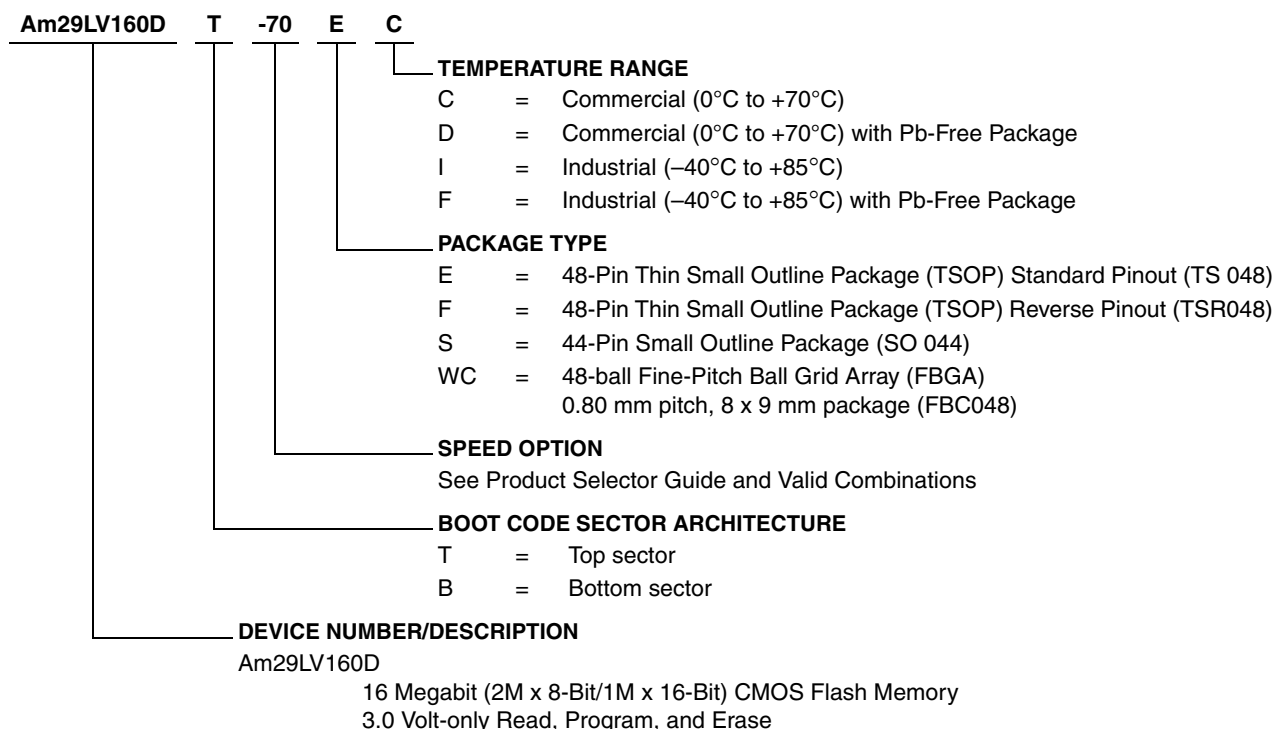 Am29LV160D T -70 E C
TEMPERATURE RANGE
C = Commercial (0°C to +70°C)
D = Commercial (0°C to +70°C) with Pb-Free Package
I = Industrial (–40°C to +85°C)
F = Industrial (–40°C to +85°C) with Pb-Free Package
PACKAGE TYPE
E = 48-Pin Thin Small Outline Package (TSOP) Standard Pinout (TS 048)
F = 48-Pin Thin Small Outline Package (TSOP) Reverse Pinout (TSR048)
S = 44-Pin Small Outline Package (SO 044)
WC = 48-ball Fine-Pitch Ball Grid Array (FBGA)
0.80 mm pitch, 8 x 9 mm package (FBC048)
SPEED OPTION
See Product Selector Guide and Valid Combinations
BOOT CODE SECTOR ARCHITECTURE
T = Top sector
B = Bottom sector
DEVICE NUMBER/DESCRIPTION
Am29LV160D
16 Megabit (2M x 8-Bit/1M x 16-Bit) CMOS Flash Memory
3.0 Volt-only Read, Program, and Erase